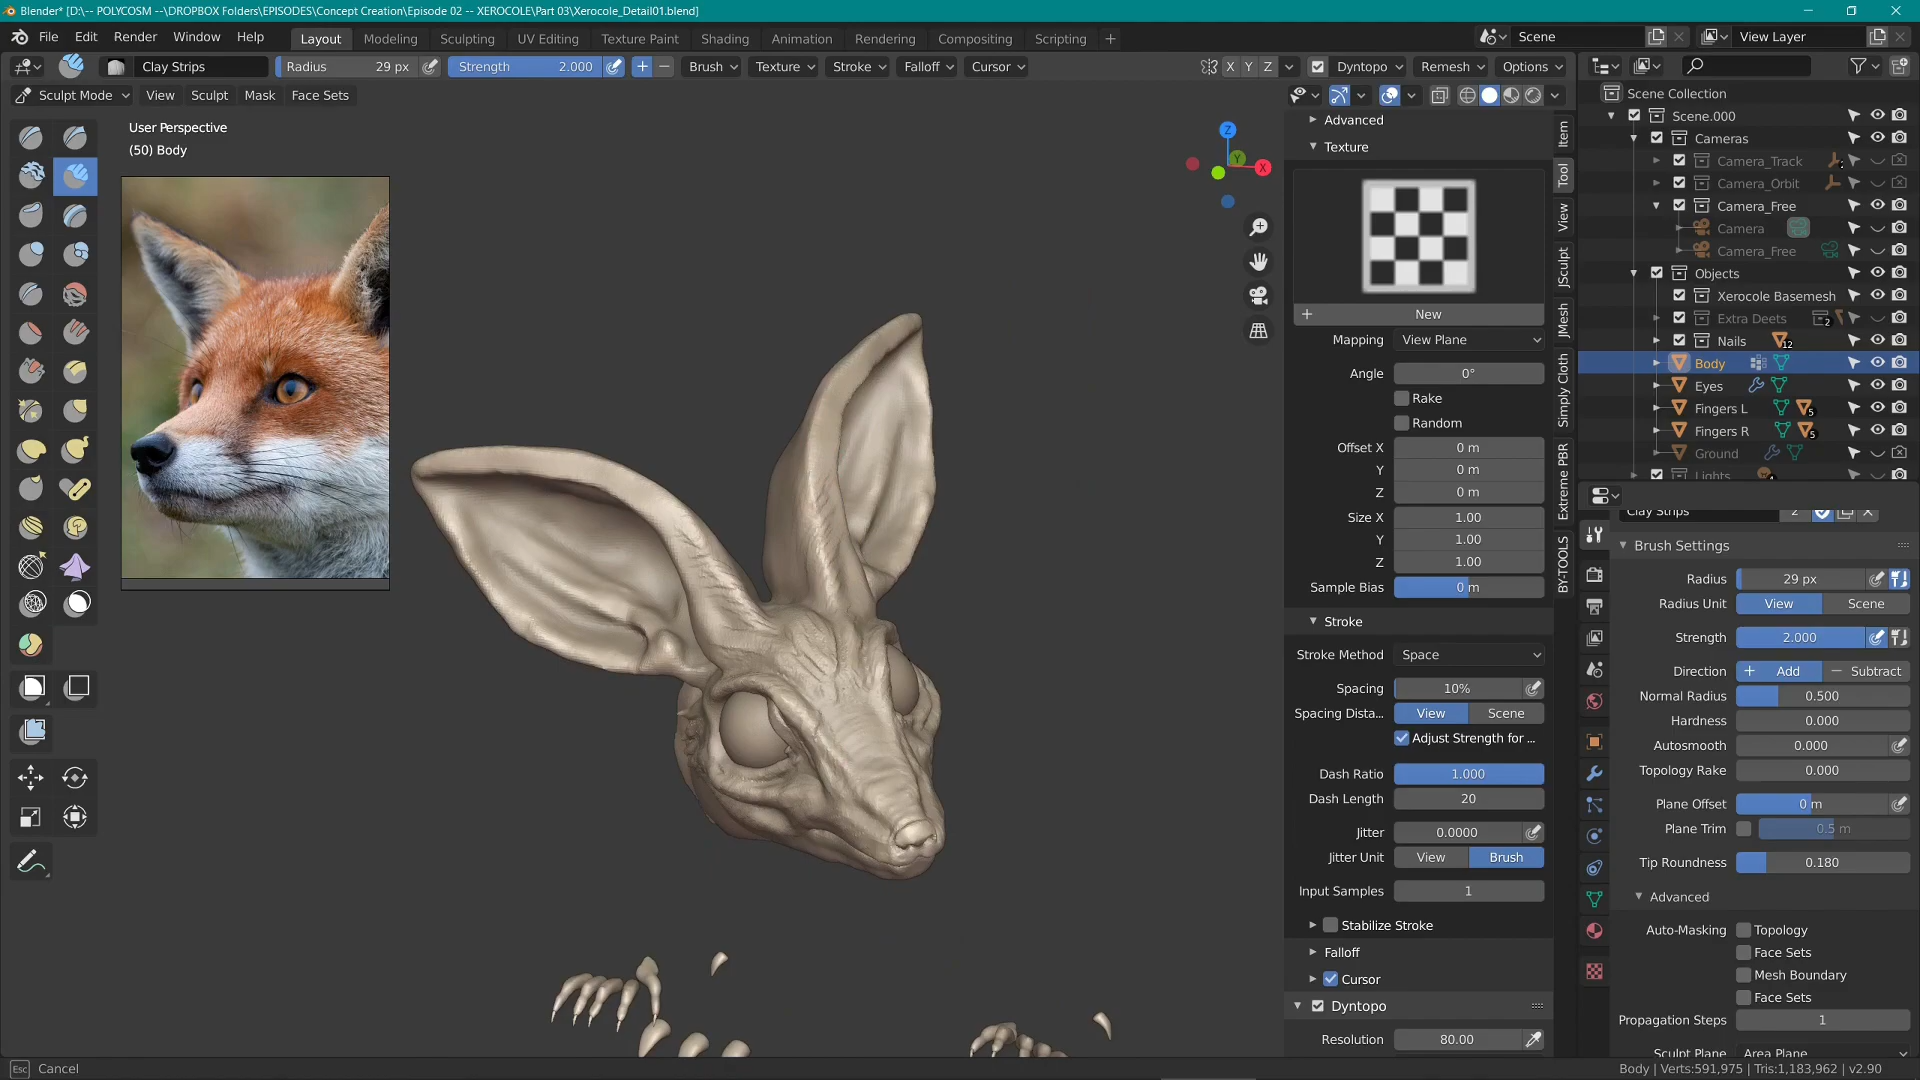 Blender* [D:\-- POLYCOSM --\DROPBOX Folders\EPISODES\Concept Creation\Episode 02 -- XEROCOLE\Part 03\Xerocole_Detail01.blend]
File Edit Render Window Help Layout Modeling Sculpting UV Editing Texture Paint Shading Animation Rendering Compositing Scripting + Scene View Layer
Clay Strips Radius 29 px Strength 2.000 + − Brush Texture Stroke Falloff Cursor X Y Z Dyntopo Remesh Options
Sculpt Mode View Sculpt Mask Face Sets
User Perspective
(50) Body
Z
Y
X
Advanced
Texture
+ New
Mapping View Plane
Angle 0°
Rake
Random
Offset X 0 m
Y 0 m
Z 0 m
Size X 1.00
Y 1.00
Z 1.00
Sample Bias 0 m
Stroke
Stroke Method Space
Spacing 10%
Spacing Dista... View Scene
Adjust Strength for ...
Dash Ratio 1.000
Dash Length 20
Jitter 0.0000
Jitter Unit View Brush
Input Samples 1
Stabilize Stroke
Falloff
Cursor
Dyntopo
Resolution 80.00
Item
Tool
View
JSculpt
JMesh
Simply Cloth
Extreme PBR
BY-TOOLS
Scene Collection
Scene.000
Cameras
Camera_Track 2
Camera_Orbit
Camera_Free
Camera
Camera_Free
Objects
Xerocole Basemesh
Extra Deets 2
Nails 12
Body
Eyes
Fingers L 5
Fingers R 5
Ground
Lights
Clay Strips 2
Brush Settings
Radius 29 px
Radius Unit View Scene
Strength 2.000
Direction + Add − Subtract
Normal Radius 0.500
Hardness 0.000
Autosmooth 0.000
Topology Rake 0.000
Plane Offset 0 m
Plane Trim 0.5 m
Tip Roundness 0.180
Advanced
Auto-Masking Topology
Face Sets
Mesh Boundary
Face Sets
Propagation Steps 1
Sculpt Plane Area Plane
Esc Cancel
Body | Verts:591,975 | Tris:1,183,962 | v2.90